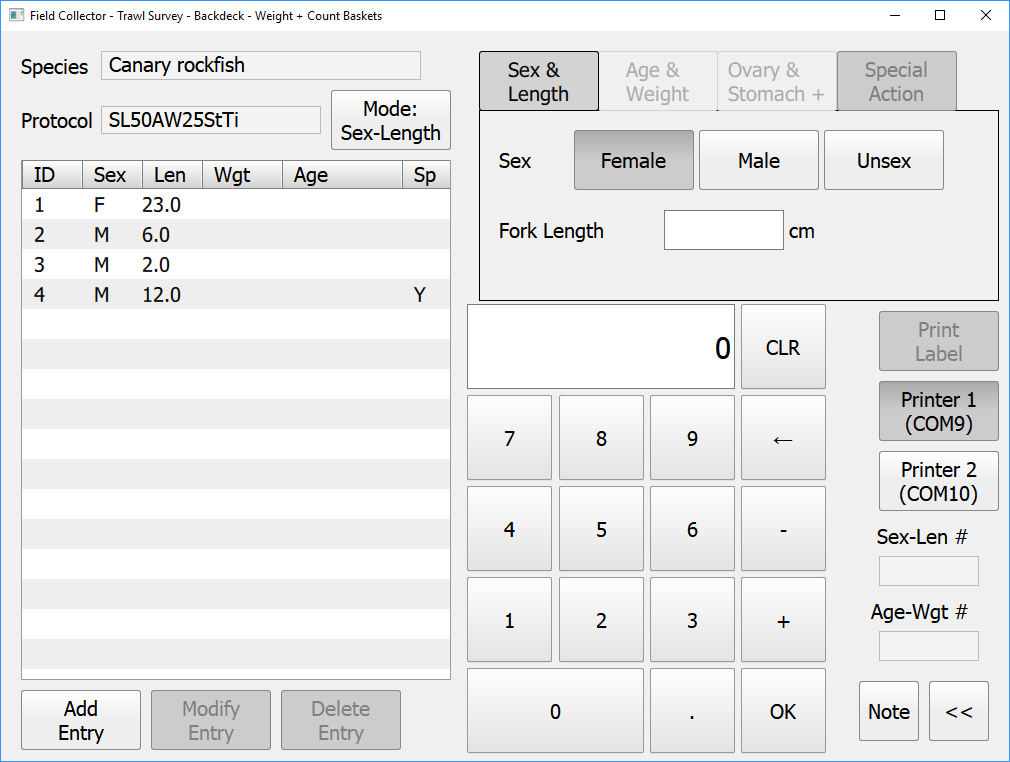 Field Collector - Trawl Survey - Backdeck - Weight + Count Baskets
Species Canary rockfish
Protocol SL50AW25StTi
Mode:
Sex-Length
ID Sex Len Wgt Age Sp
1 F 23.0
2 M 6.0
3 M 2.0
4 M 12.0 Y
Add
Entry
Modify
Entry
Delete
Entry
Sex &
Length
Age &
Weight
Ovary &
Stomach +
Special
Action
Sex Female Male Unsex
Fork Length cm
0 CLR
7 8 9 ←
4 5 6 -
1 2 3 +
0 . OK
Print
Label
Printer 1
(COM9)
Printer 2
(COM10)
Sex-Len #
Age-Wgt #
Note <<